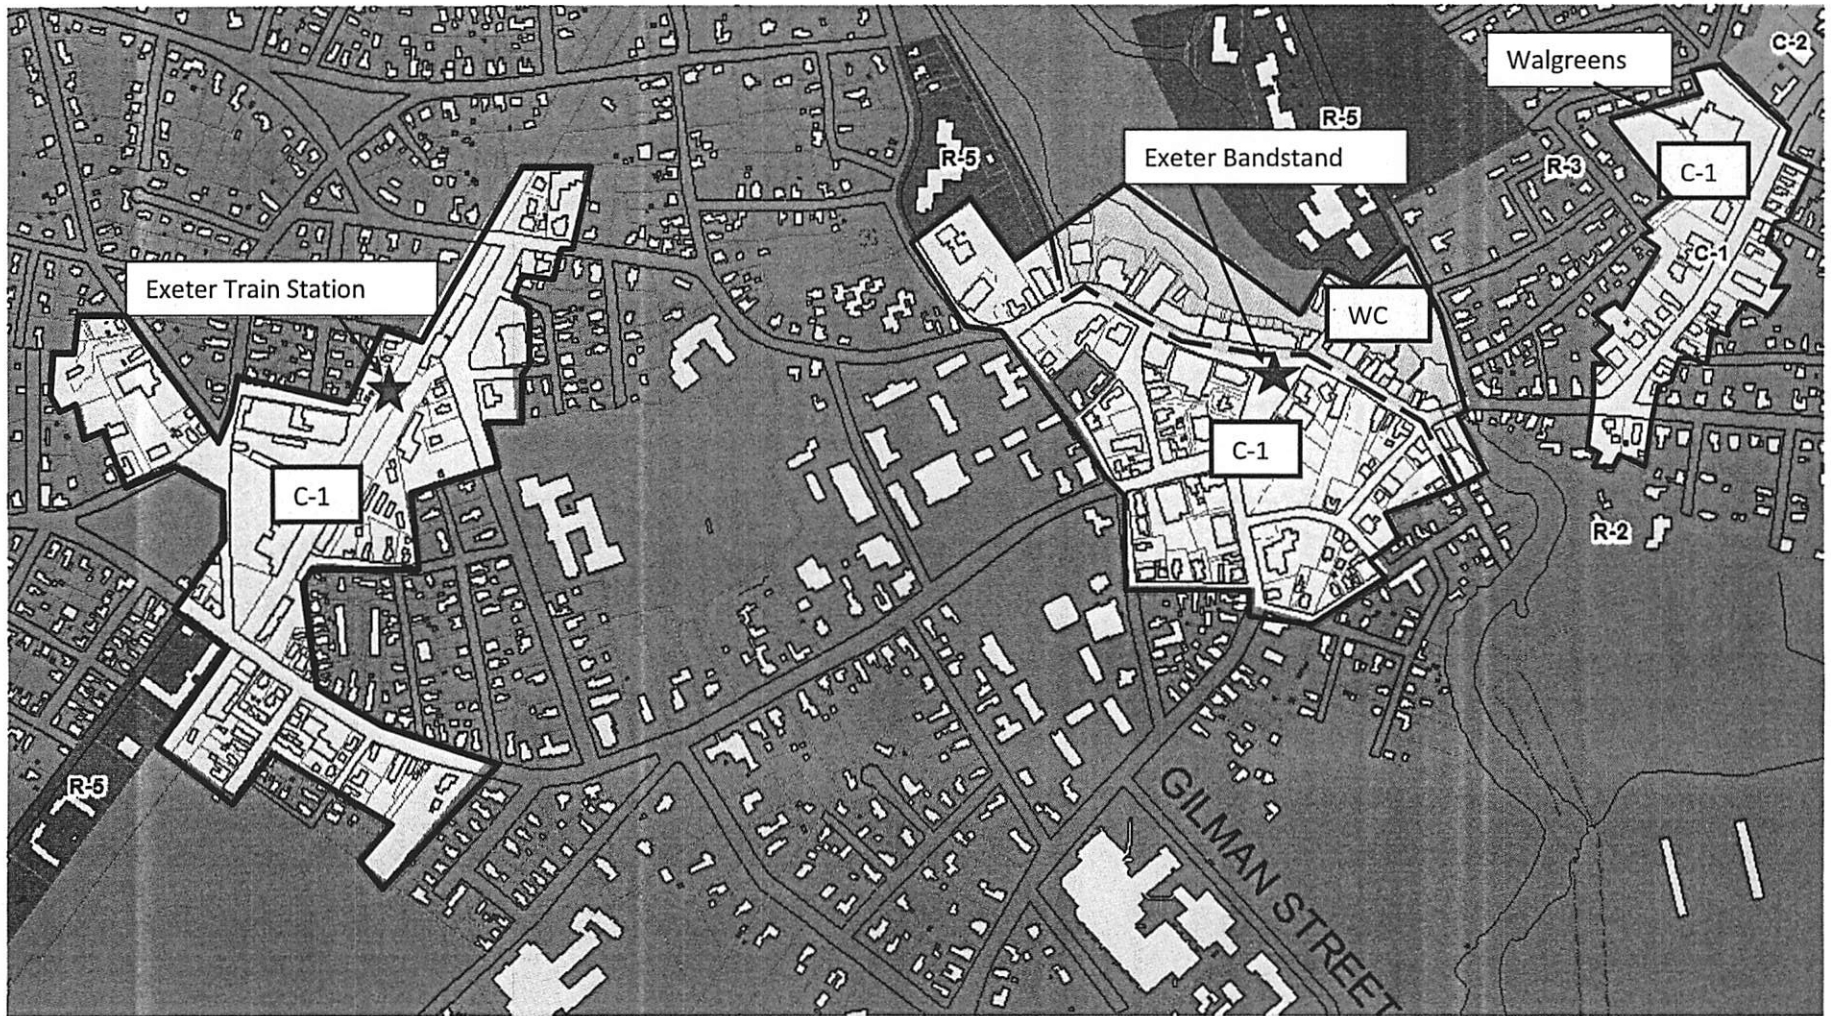 C-2
Walgreens
R-5
Exeter Bandstand
R-5
R-3
C-1
C-1
Exeter Train Station
WC
C-1
C-1
R-2
R-5
GILMAN STREET